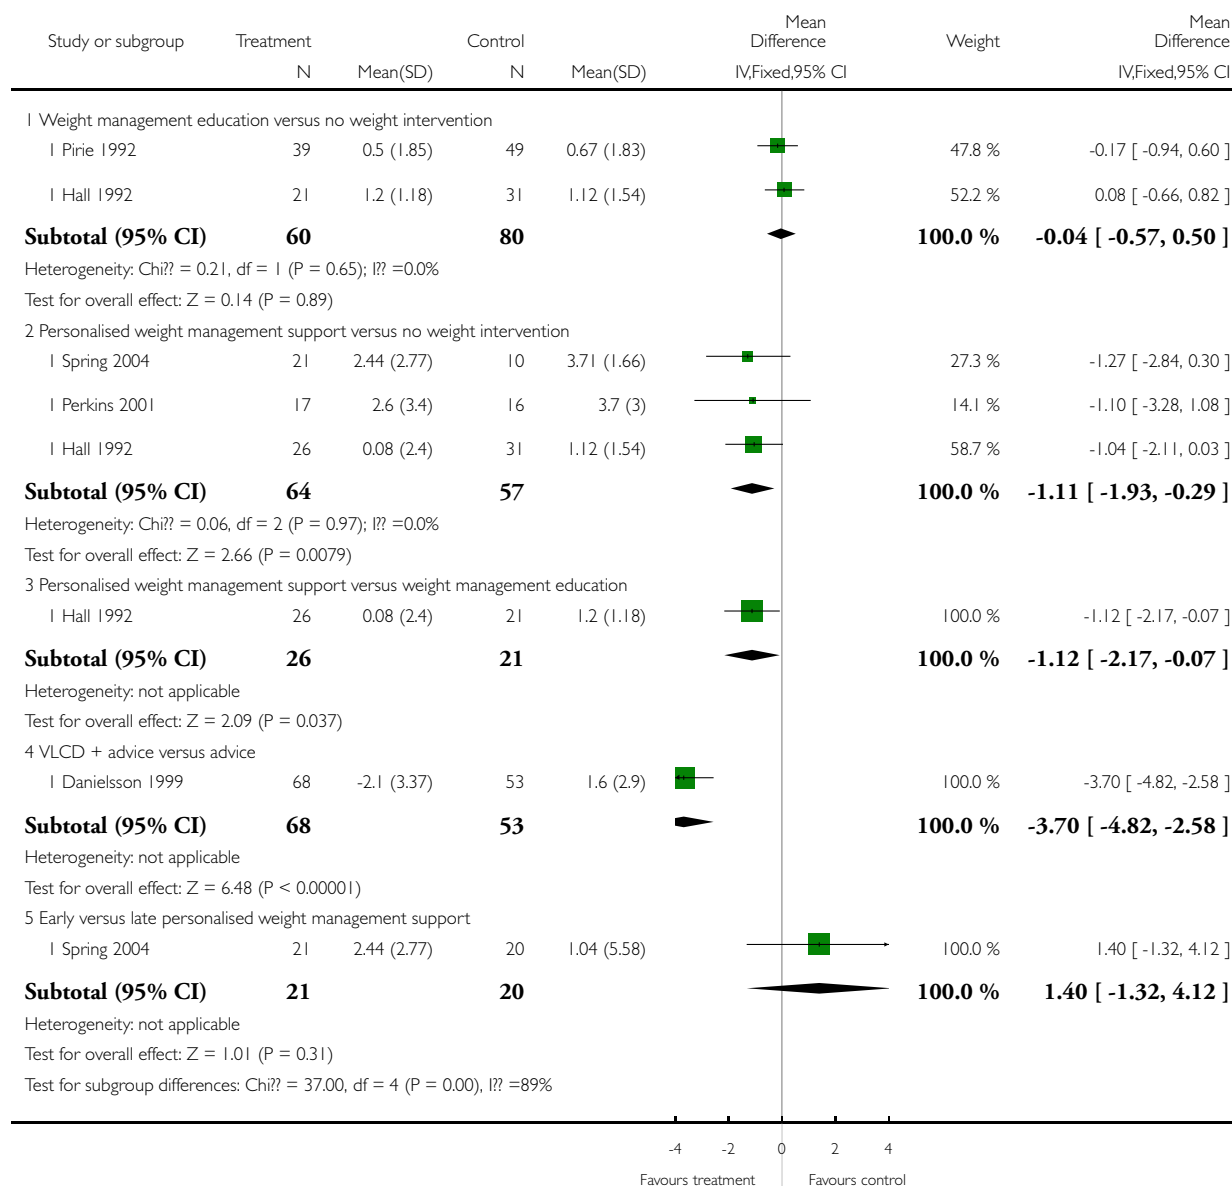 Study or subgroup Treatment Control Mean Difference Weight Mean Difference
N Mean(SD) N Mean(SD) IV,Fixed,95% CI IV,Fixed,95% CI
1 Weight management education versus no weight intervention
1 Pirie 1992 39 0.5 (1.85) 49 0.67 (1.83) 47.8 % -0.17 [ -0.94, 0.60 ]
1 Hall 1992 21 1.2 (1.18) 31 1.12 (1.54) 52.2 % 0.08 [ -0.66, 0.82 ]
Subtotal (95% CI) 60 80 100.0 % -0.04 [ -0.57, 0.50 ]
Heterogeneity: Chi?? = 0.21, df = 1 (P = 0.65); I?? =0.0%
Test for overall effect: Z = 0.14 (P = 0.89)
2 Personalised weight management support versus no weight intervention
1 Spring 2004 21 2.44 (2.77) 10 3.71 (1.66) 27.3 % -1.27 [ -2.84, 0.30 ]
1 Perkins 2001 17 2.6 (3.4) 16 3.7 (3) 14.1 % -1.10 [ -3.28, 1.08 ]
1 Hall 1992 26 0.08 (2.4) 31 1.12 (1.54) 58.7 % -1.04 [ -2.11, 0.03 ]
Subtotal (95% CI) 64 57 100.0 % -1.11 [ -1.93, -0.29 ]
Heterogeneity: Chi?? = 0.06, df = 2 (P = 0.97); I?? =0.0%
Test for overall effect: Z = 2.66 (P = 0.0079)
3 Personalised weight management support versus weight management education
1 Hall 1992 26 0.08 (2.4) 21 1.2 (1.18) 100.0 % -1.12 [ -2.17, -0.07 ]
Subtotal (95% CI) 26 21 100.0 % -1.12 [ -2.17, -0.07 ]
Heterogeneity: not applicable
Test for overall effect: Z = 2.09 (P = 0.037)
4 VLCD + advice versus advice
1 Danielsson 1999 68 -2.1 (3.37) 53 1.6 (2.9) 100.0 % -3.70 [ -4.82, -2.58 ]
Subtotal (95% CI) 68 53 100.0 % -3.70 [ -4.82, -2.58 ]
Heterogeneity: not applicable
Test for overall effect: Z = 6.48 (P < 0.00001)
5 Early versus late personalised weight management support
1 Spring 2004 21 2.44 (2.77) 20 1.04 (5.58) 100.0 % 1.40 [ -1.32, 4.12 ]
Subtotal (95% CI) 21 20 100.0 % 1.40 [ -1.32, 4.12 ]
Heterogeneity: not applicable
Test for overall effect: Z = 1.01 (P = 0.31)
Test for subgroup differences: Chi?? = 37.00, df = 4 (P = 0.00), I?? =89%
-4 -2 0 2 4
Favours treatment Favours control